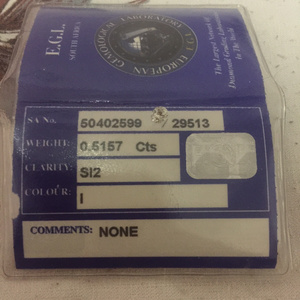 E.G.I.
SOUTH AFRICA
EUROPEAN GEMOLOGICAL LABORATORY
The Largest Network of
Diamond Grading Laboratories
In The World
SA No. 50402599 29513
WEIGHT: 0.5157 Cts
CLARITY: SI2
COLOUR: I
COMMENTS: NONE